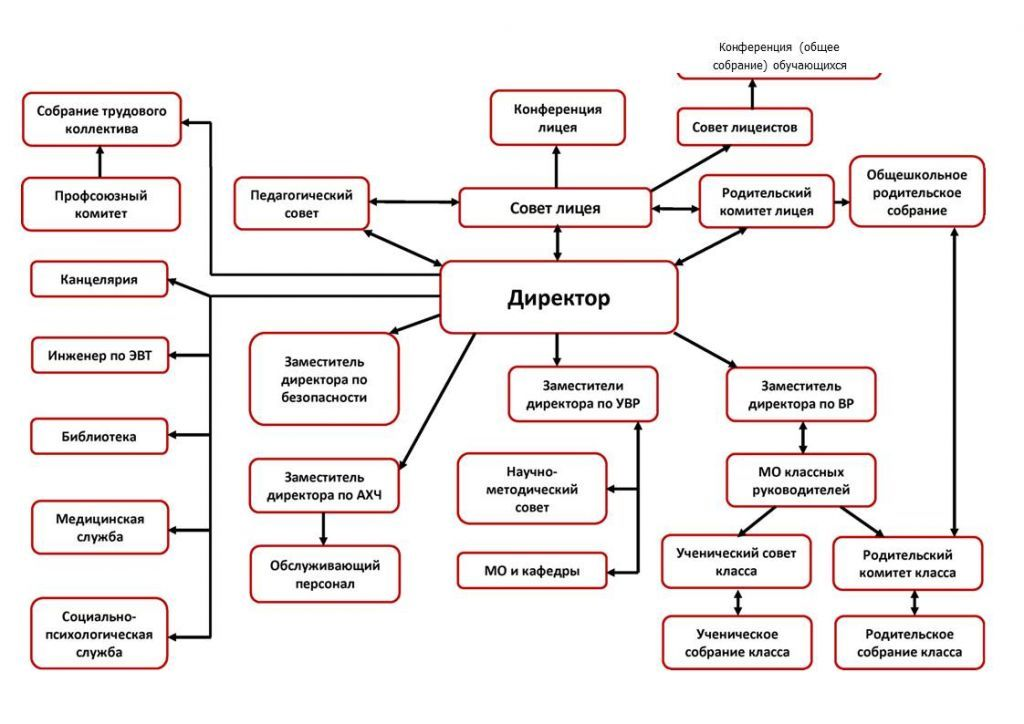 Конференция (общее
собрание) обучающихся
Собрание трудового
коллектива
Конференция
лицея
Совет лицеистов
Профсоюзный
комитет
Педагогический
совет
Совет лицея
Родительский
комитет лицея
Общешкольное
родительское
собрание
Канцелярия
Директор
Инженер по ЭВТ
Заместитель
директора по
безопасности
Заместители
директора по УВР
Заместитель
директора по ВР
Библиотека
Заместитель
директора по АХЧ
Научно-
методический
совет
МО классных
руководителей
Медицинская
служба
Обслуживающий
персонал
МО и кафедры
Ученический совет
класса
Родительский
комитет класса
Социально-
психологическая
служба
Ученическое
собрание класса
Родительское
собрание класса